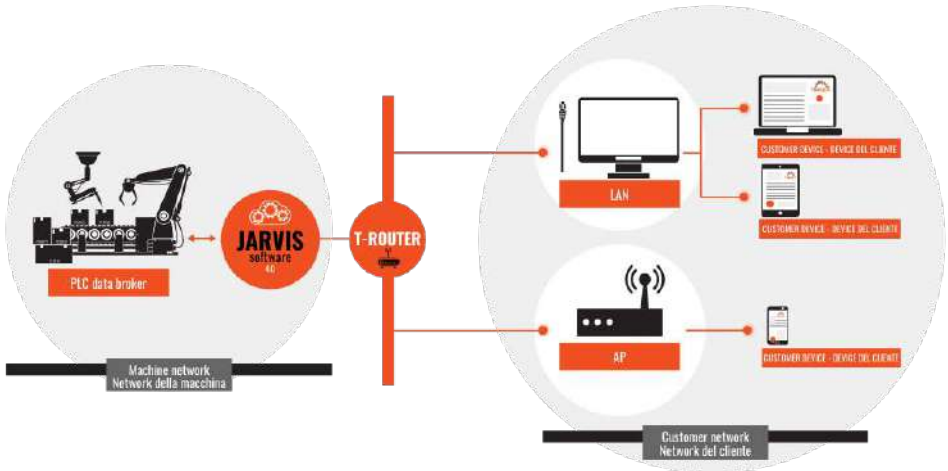 PLC data broker
JARVIS
software
4.0
T-ROUTER
Machine network
Network della macchina
LAN
CUSTOMER DEVICE - DEVICE DEL CLIENTE
CUSTOMER DEVICE - DEVICE DEL CLIENTE
AP
CUSTOMER DEVICE - DEVICE DEL CLIENTE
Customer network
Network del cliente